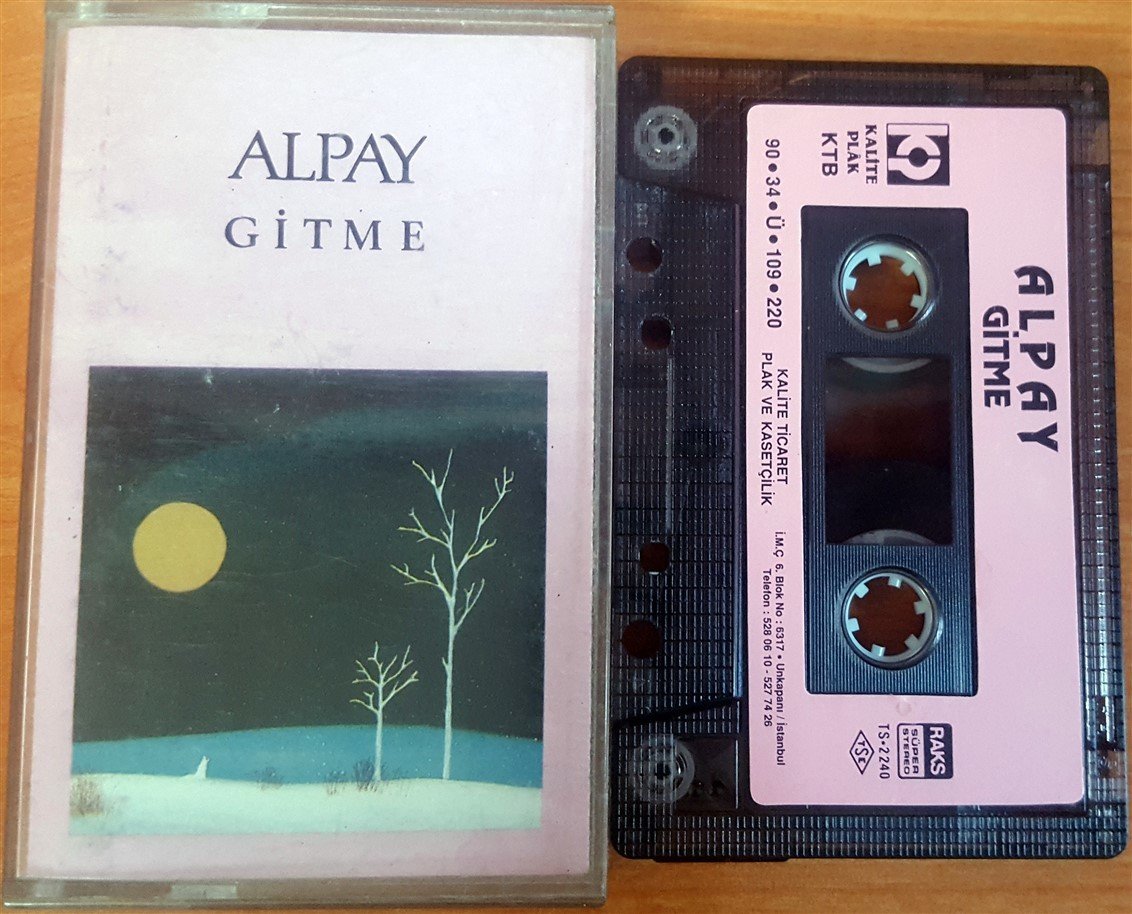 ALPAY
GİTME
ALPAY
GİTME
KALİTE
PLÂK
KTB
90•34•Ü•109•220
KALİTE TİCARET
PLAK VE KASETÇİLİK
İ.M.Ç 6. Blok No : 6317 • Unkapanı / İstanbul
Telefon : 528 06 10 - 527 74 26
RAKS
SÜPER
STEREO
TS•2240
TSE